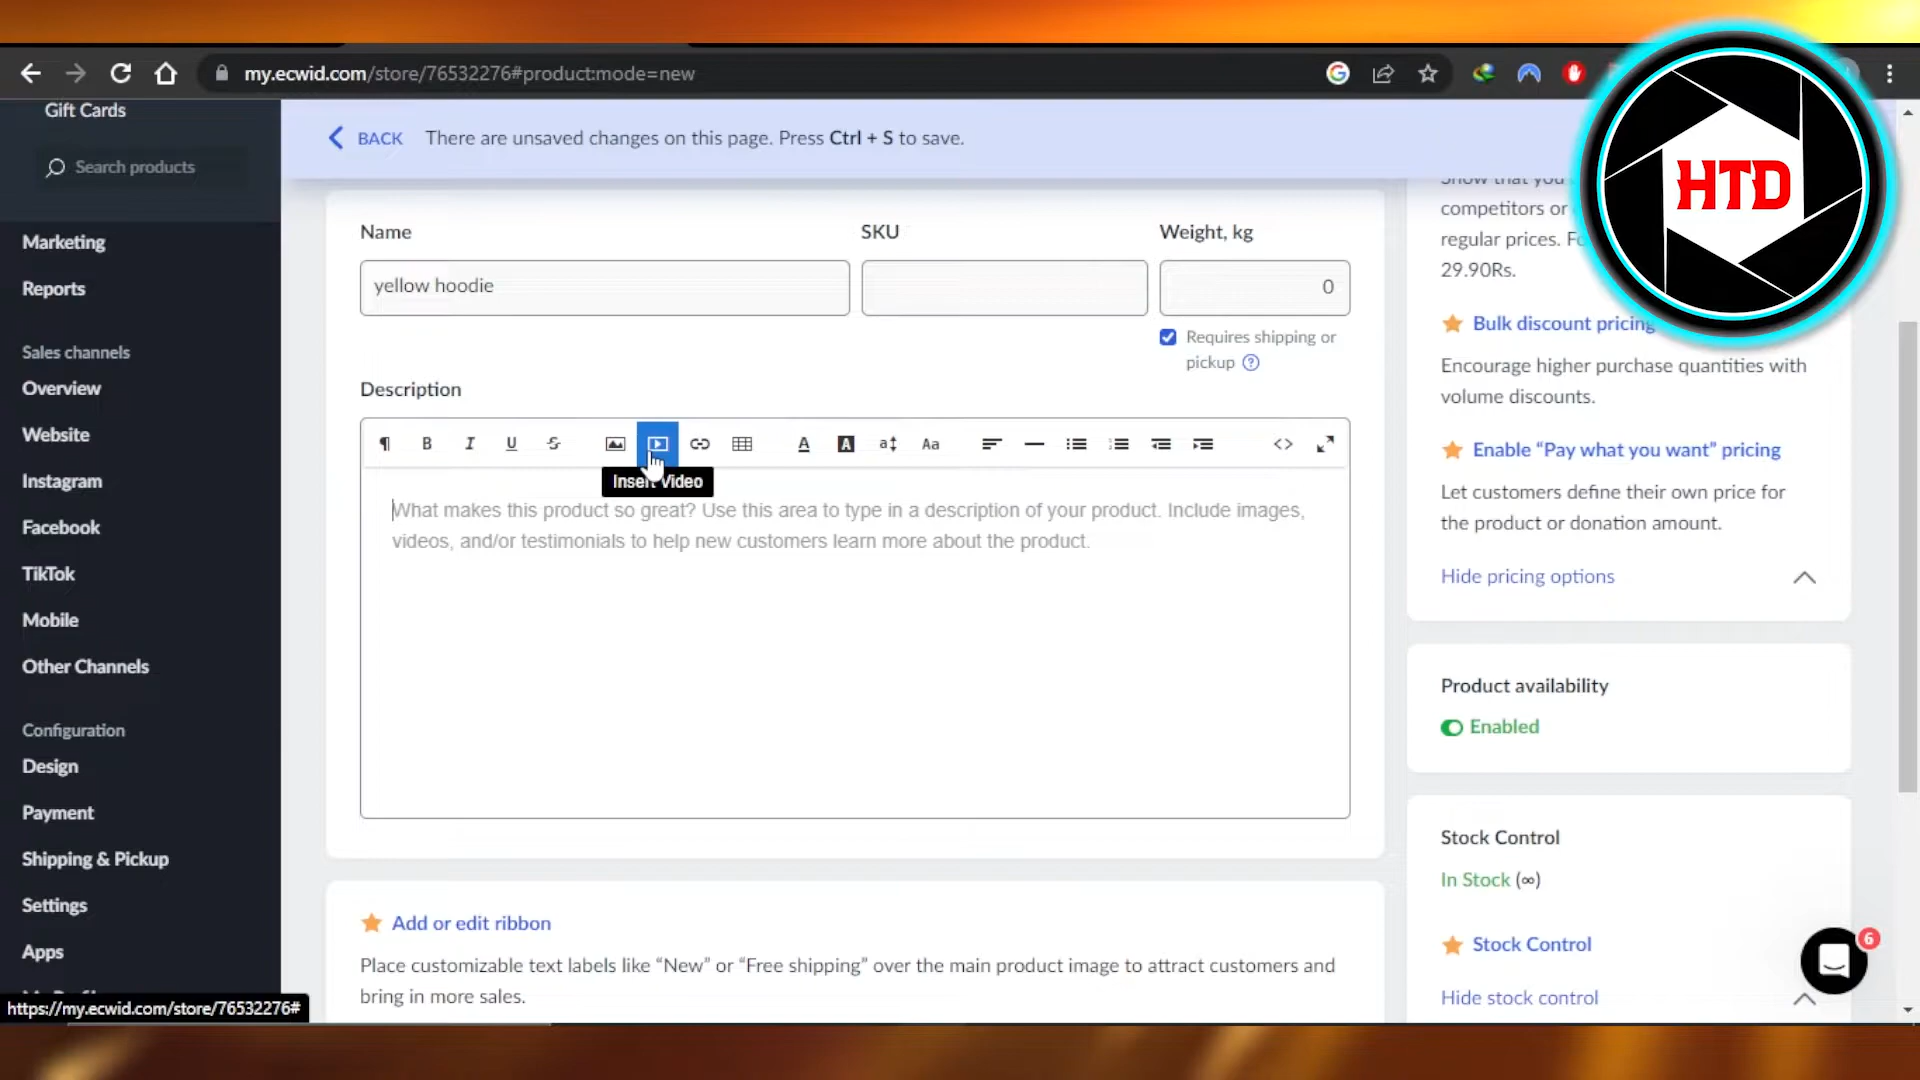 my.ecwid.com/store/76532276#product:mode=new
Gift Cards
Search products
Marketing
Reports
Sales channels
Overview
Website
Instagram
Facebook
TikTok
Mobile
Other Channels
Configuration
Design
Payment
Shipping & Pickup
Settings
Apps
https://my.ecwid.com/store/76532276#
BACK There are unsaved changes on this page. Press Ctrl + S to save.
Name SKU Weight, kg
yellow hoodie 0
Requires shipping or
pickup
Description
Insert Video
What makes this product so great? Use this area to type in a description of your product. Include images,
videos, and/or testimonials to help new customers learn more about the product.
Add or edit ribbon
Place customizable text labels like “New” or “Free shipping” over the main product image to attract customers and
bring in more sales.
Show that you
competitors or
regular prices.
29.90Rs.
Bulk discount pricing
Encourage higher purchase quantities with
volume discounts.
Enable “Pay what you want” pricing
Let customers define their own price for
the product or donation amount.
Hide pricing options
Product availability
Enabled
Stock Control
In Stock (∞)
Stock Control
Hide stock control
6
HTD